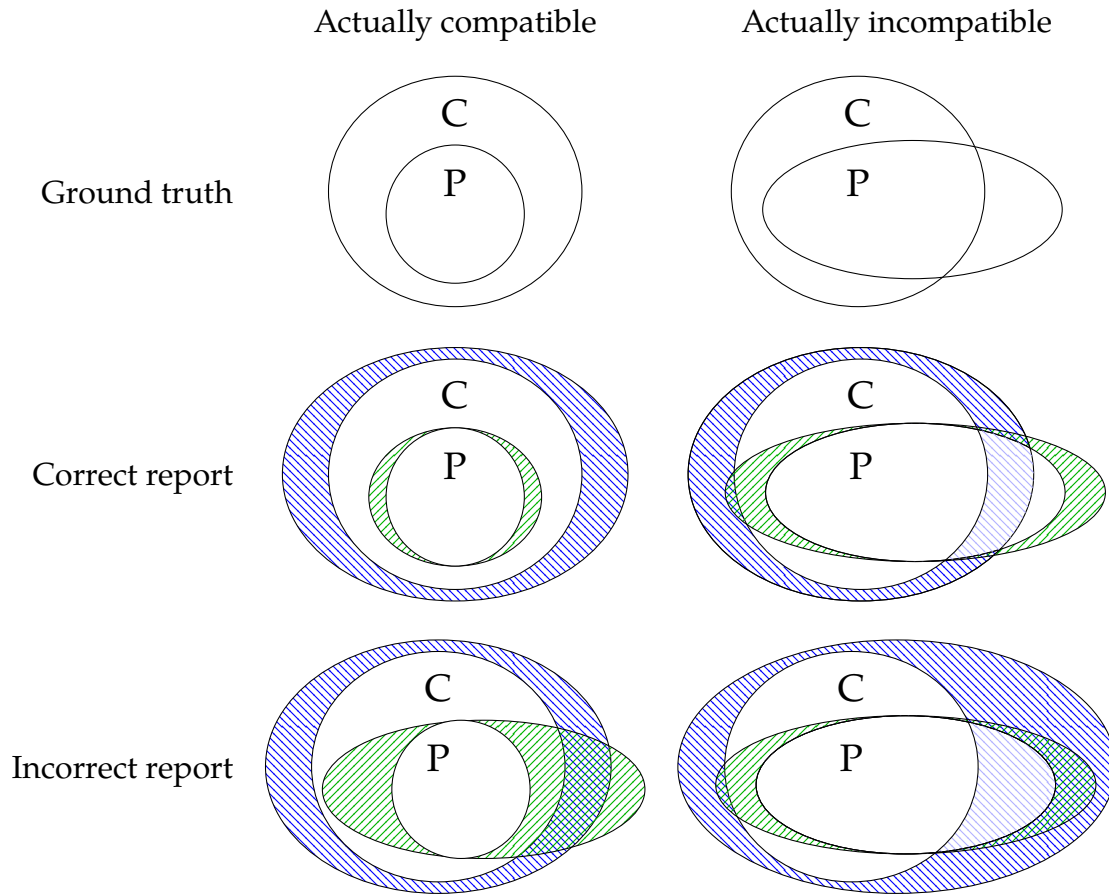 Actually compatible
Actually incompatible
Ground truth
C
P
C
P
Correct report
C
P
C
P
Incorrect report
C
P
C
P